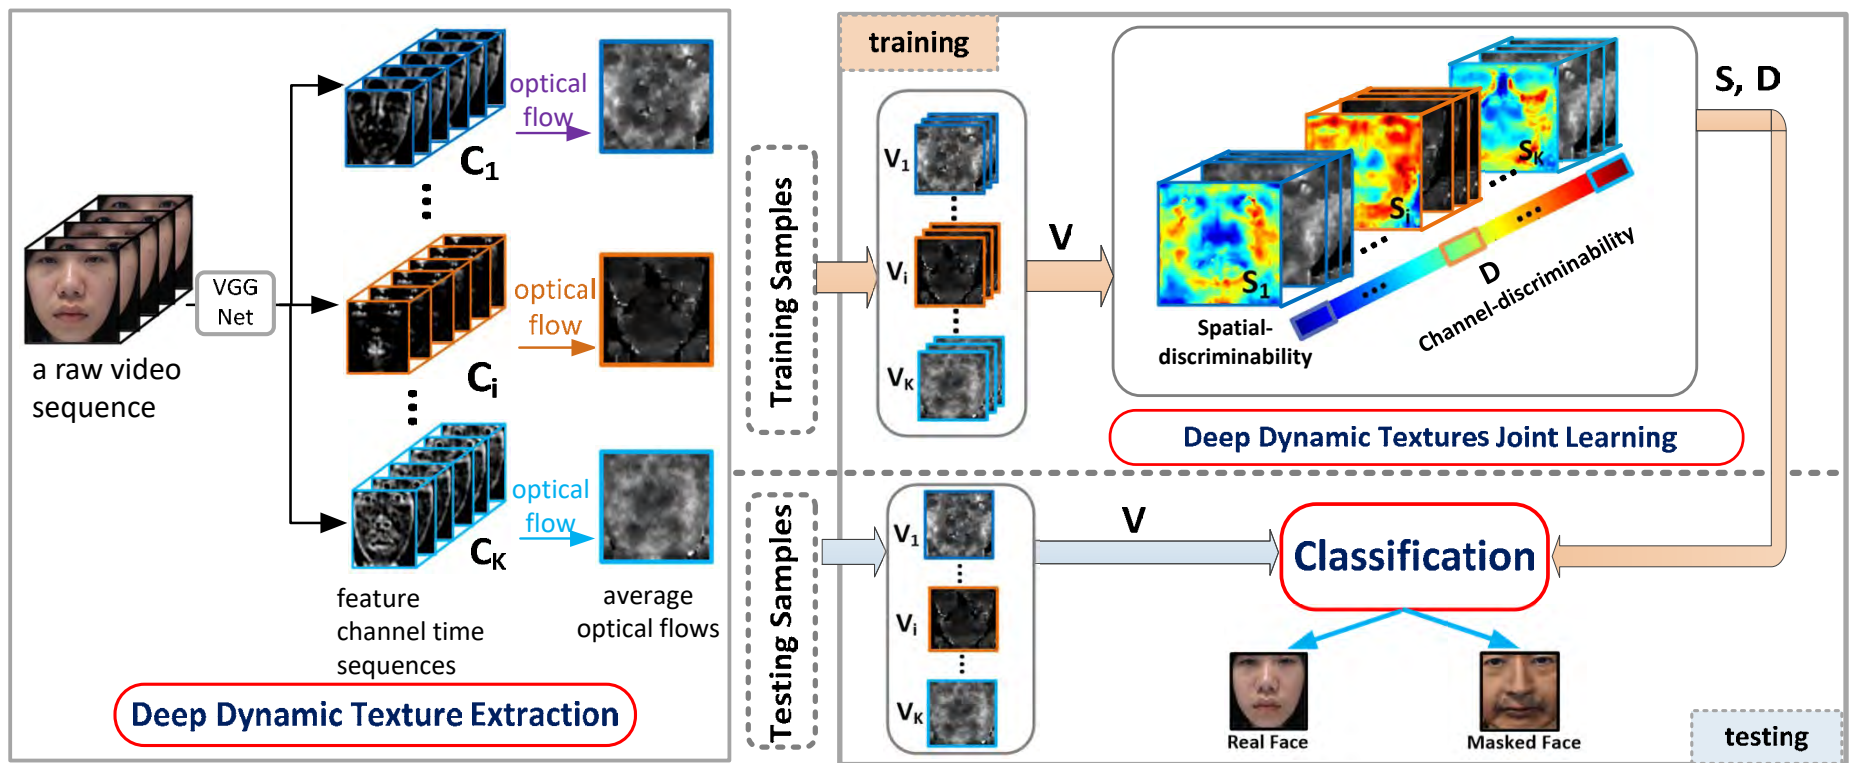 a raw video
sequence
VGG
Net
C1
Ci
CK
optical
flow
optical
flow
optical
flow
feature
channel time
sequences
average
optical flows
Deep Dynamic Texture Extraction
training
Training Samples
V1
Vi
VK
V
S1
Si
SK
D
Spatial-
discriminability
Channel-discriminability
S, D
Deep Dynamic Textures Joint Learning
Testing Samples
V1
Vi
VK
V
Classification
Real Face
Masked Face
testing